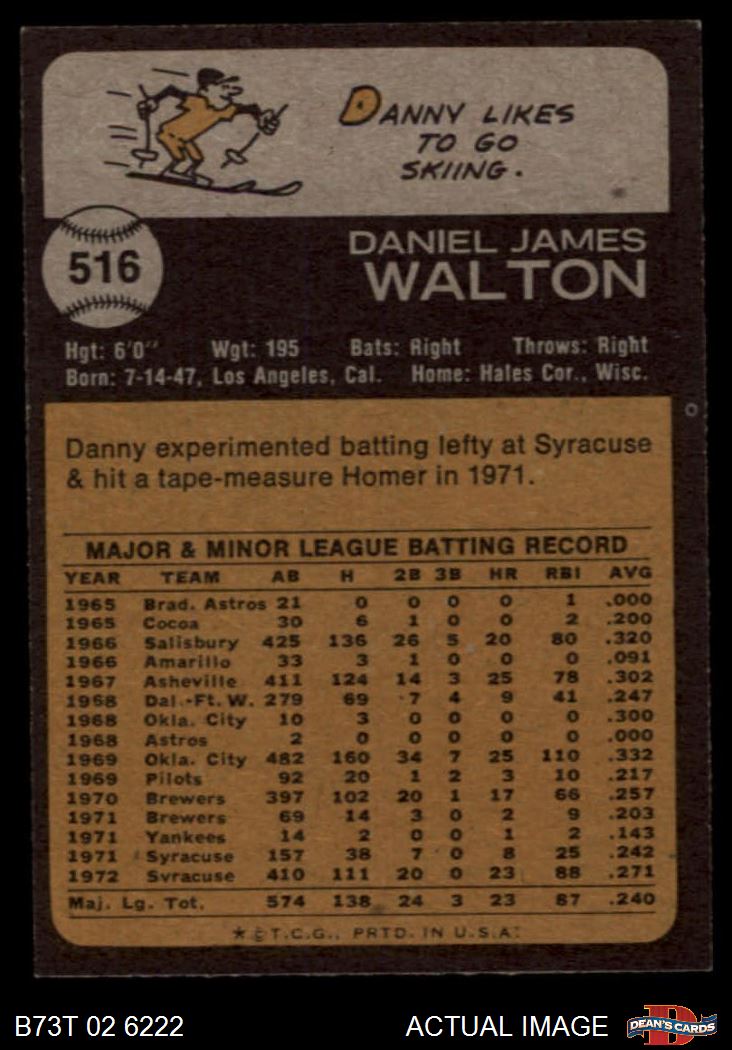 DANNY LIKES
TO GO
SKIING.
516
DANIEL JAMES
WALTON
Hgt: 6'0" Wgt: 195 Bats: Right Throws: Right
Born: 7-14-47, Los Angeles, Cal. Home: Hales Cor., Wisc.
Danny experimented batting lefty at Syracuse
& hit a tape-measure Homer in 1971.
MAJOR & MINOR LEAGUE BATTING RECORD
YEAR TEAM AB H 2B 3B HR RBI AVG
1965 Brad. Astros 21 0 0 0 0 1 .000
1965 Cocoa 30 6 1 0 0 2 .200
1966 Salisbury 425 136 26 5 20 80 .320
1966 Amarillo 33 3 1 0 0 0 .091
1967 Asheville 411 124 14 3 25 78 .302
1968 Dal.-Ft. W. 279 69 7 4 9 41 .247
1968 Okla. City 10 3 0 0 0 0 .300
1968 Astros 2 0 0 0 0 0 .000
1969 Okla. City 482 160 34 7 25 110 .332
1969 Pilots 92 20 1 2 3 10 .217
1970 Brewers 397 102 20 1 17 66 .257
1971 Brewers 69 14 3 0 2 9 .203
1971 Yankees 14 2 0 0 1 2 .143
1971 Syracuse 157 38 7 0 8 25 .242
1972 Syracuse 410 111 20 0 23 88 .271
Maj. Lg. Tot. 574 138 24 3 23 87 .240
* © T.C.G., PRTD. IN U.S.A.
B73T 02 6222 ACTUAL IMAGE
D
DEAN'S CARDS